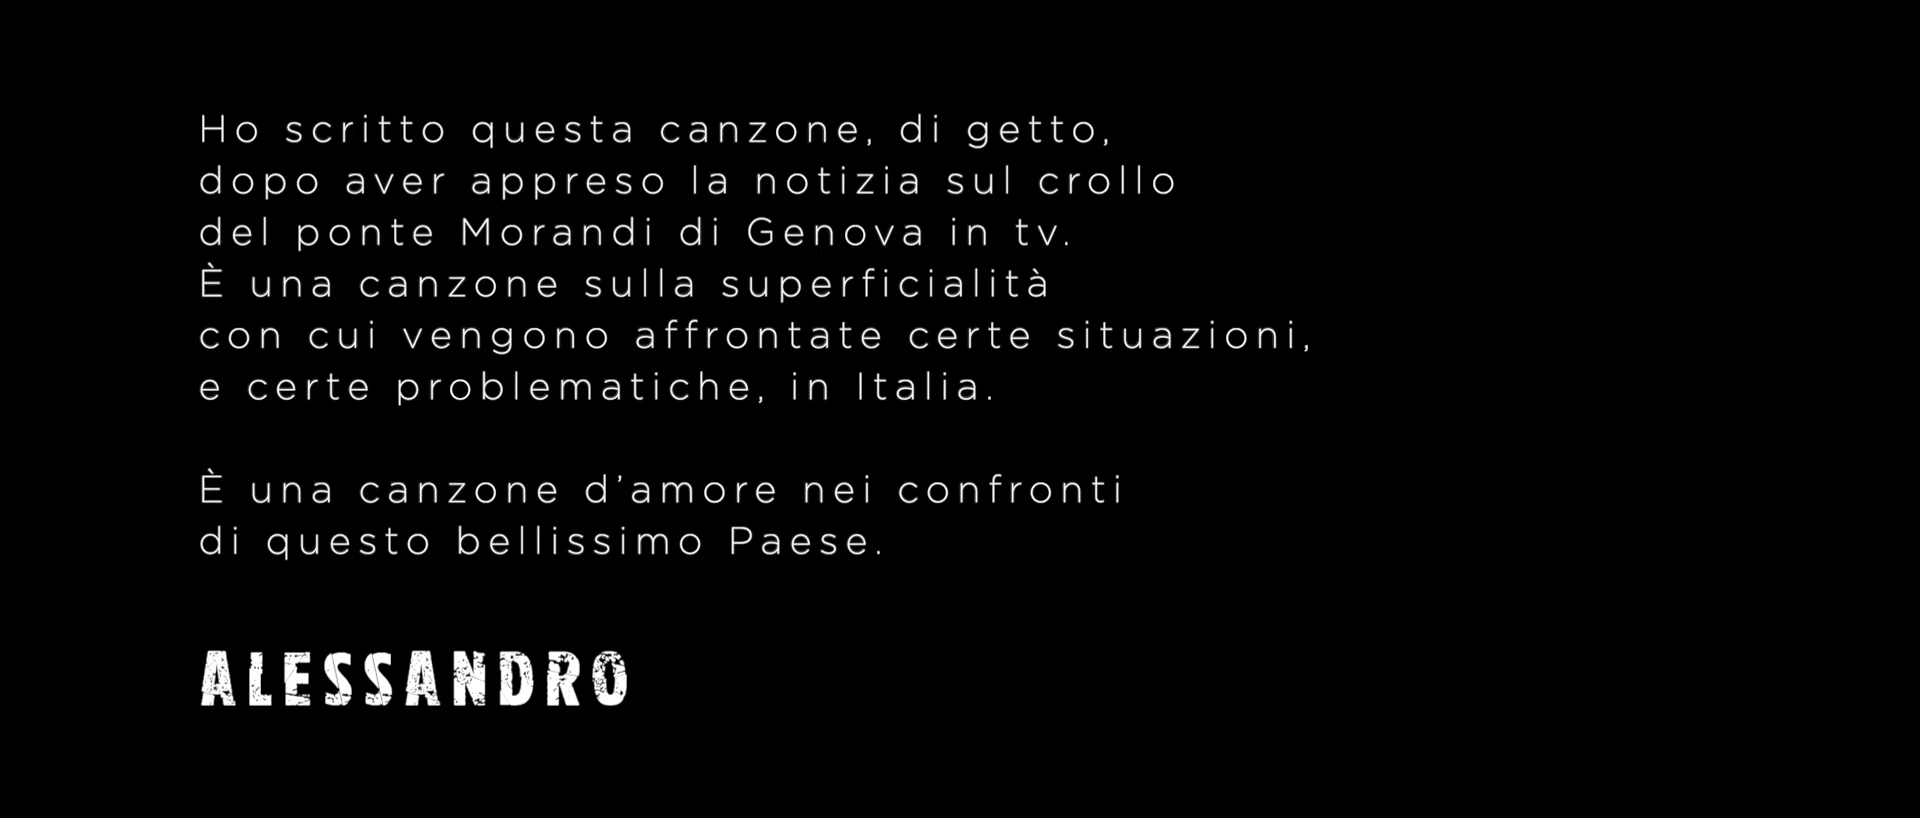 Ho scritto questa canzone, di getto,
dopo aver appreso la notizia sul crollo
del ponte Morandi di Genova in tv.
È una canzone sulla superficialità
con cui vengono affrontate certe situazioni,
e certe problematiche, in Italia.
È una canzone d’amore nei confronti
di questo bellissimo Paese.
ALESSANDRO